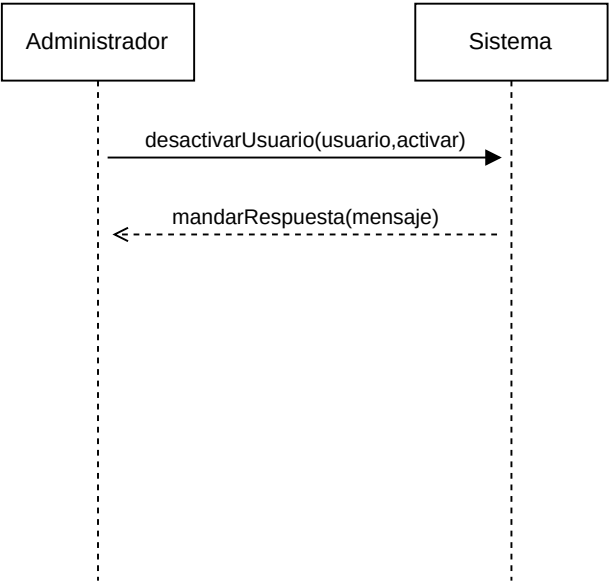 Administrador
Sistema
desactivarUsuario(usuario,activar)
mandarRespuesta(mensaje)